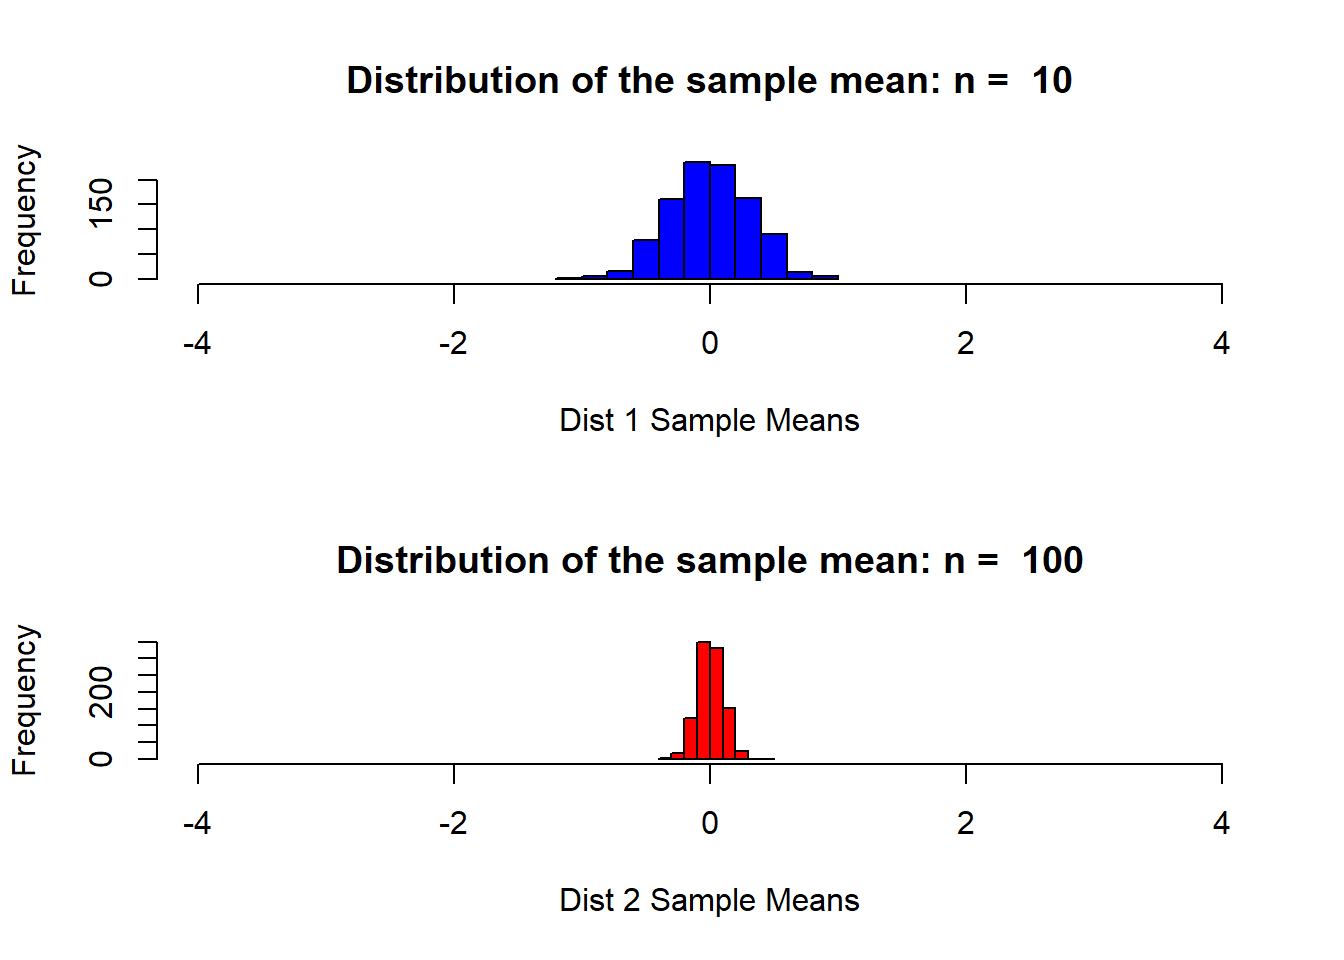 Distribution of the sample mean: n =  10
Frequency
150
0
-4 -2 0 2 4
Dist 1 Sample Means
Distribution of the sample mean: n =  100
Frequency
200
0
-4 -2 0 2 4
Dist 2 Sample Means